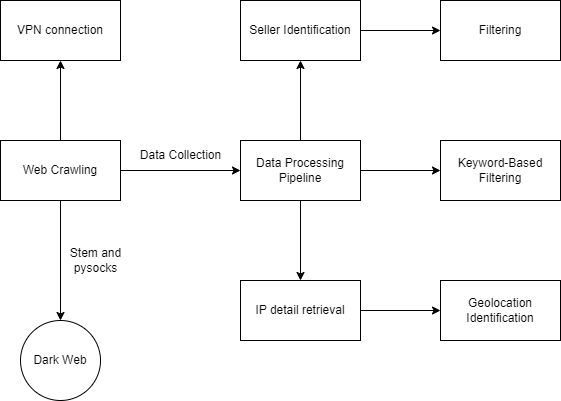 VPN connection
Seller Identification
Filtering
Web Crawling
Data Collection
Data Processing
Pipeline
Keyword-Based
Filtering
Stem and
pysocks
IP detail retrieval
Geolocation
Identification
Dark Web